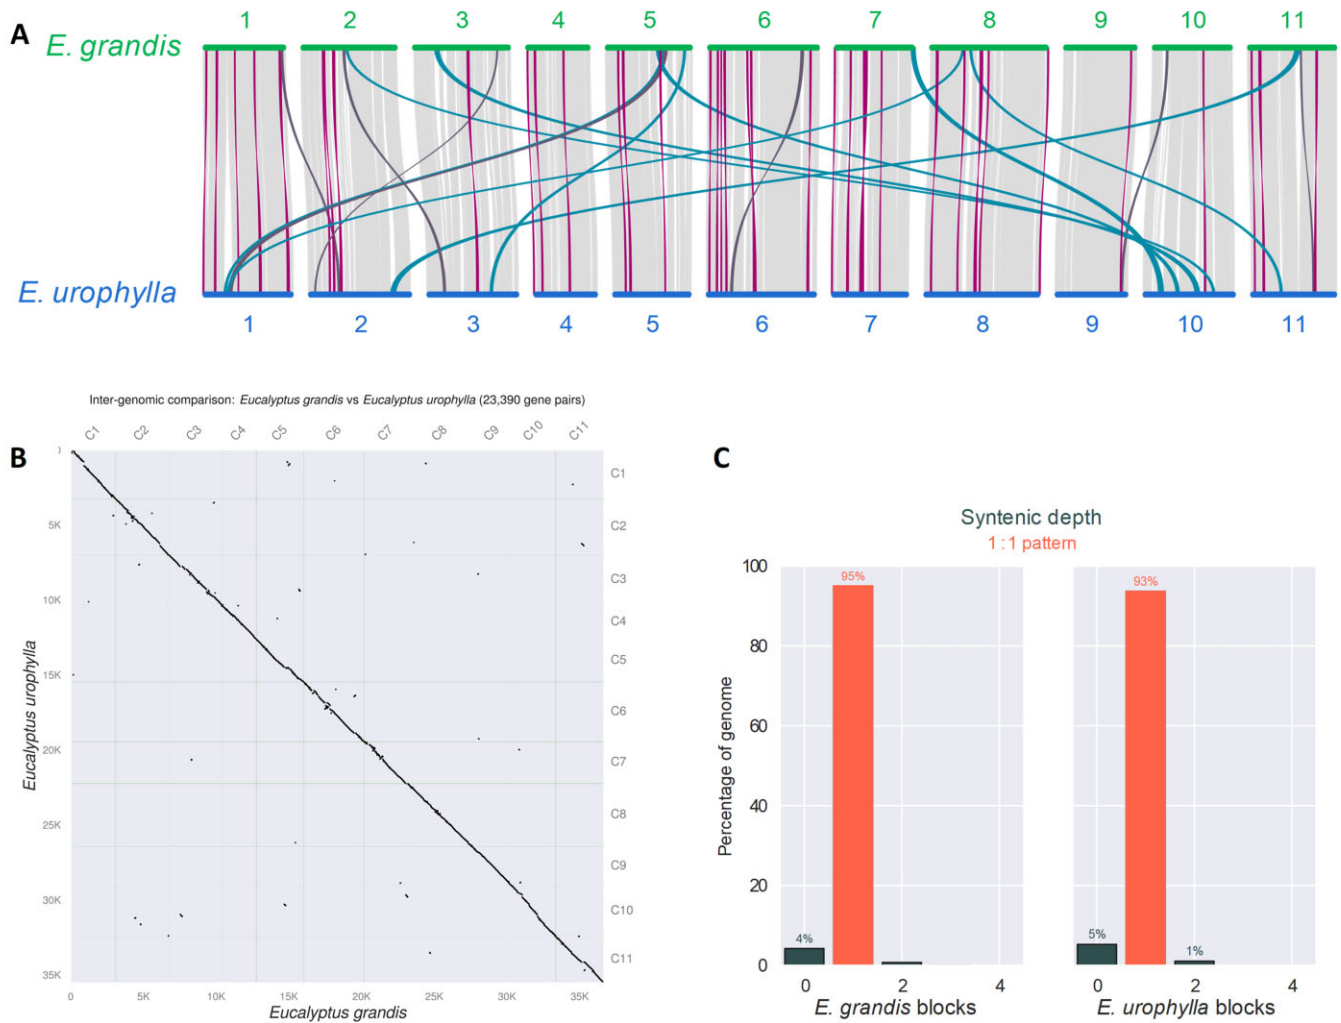 A
1 2 3 4 5 6 7 8 9 10 11
E. grandis
E. urophylla
1 2 3 4 5 6 7 8 9 10 11
Inter-genomic comparison: Eucalyptus grandis vs Eucalyptus urophylla (23,390 gene pairs)
B
C1 C2 C3 C4 C5 C6 C7 C8 C9 C10 C11
C1
C2
C3
C4
C5
C6
C7
C8
C9
C10
C11
5K
10K
15K
20K
25K
30K
35K
Eucalyptus urophylla
0 5K 10K 15K 20K 25K 30K 35K
Eucalyptus grandis
C
Syntenic depth
1:1 pattern
100
80
60
40
20
0
Percentage of genome
4% 95%
0 2 4
E. grandis blocks
5% 93% 1%
0 2 4
E. urophylla blocks